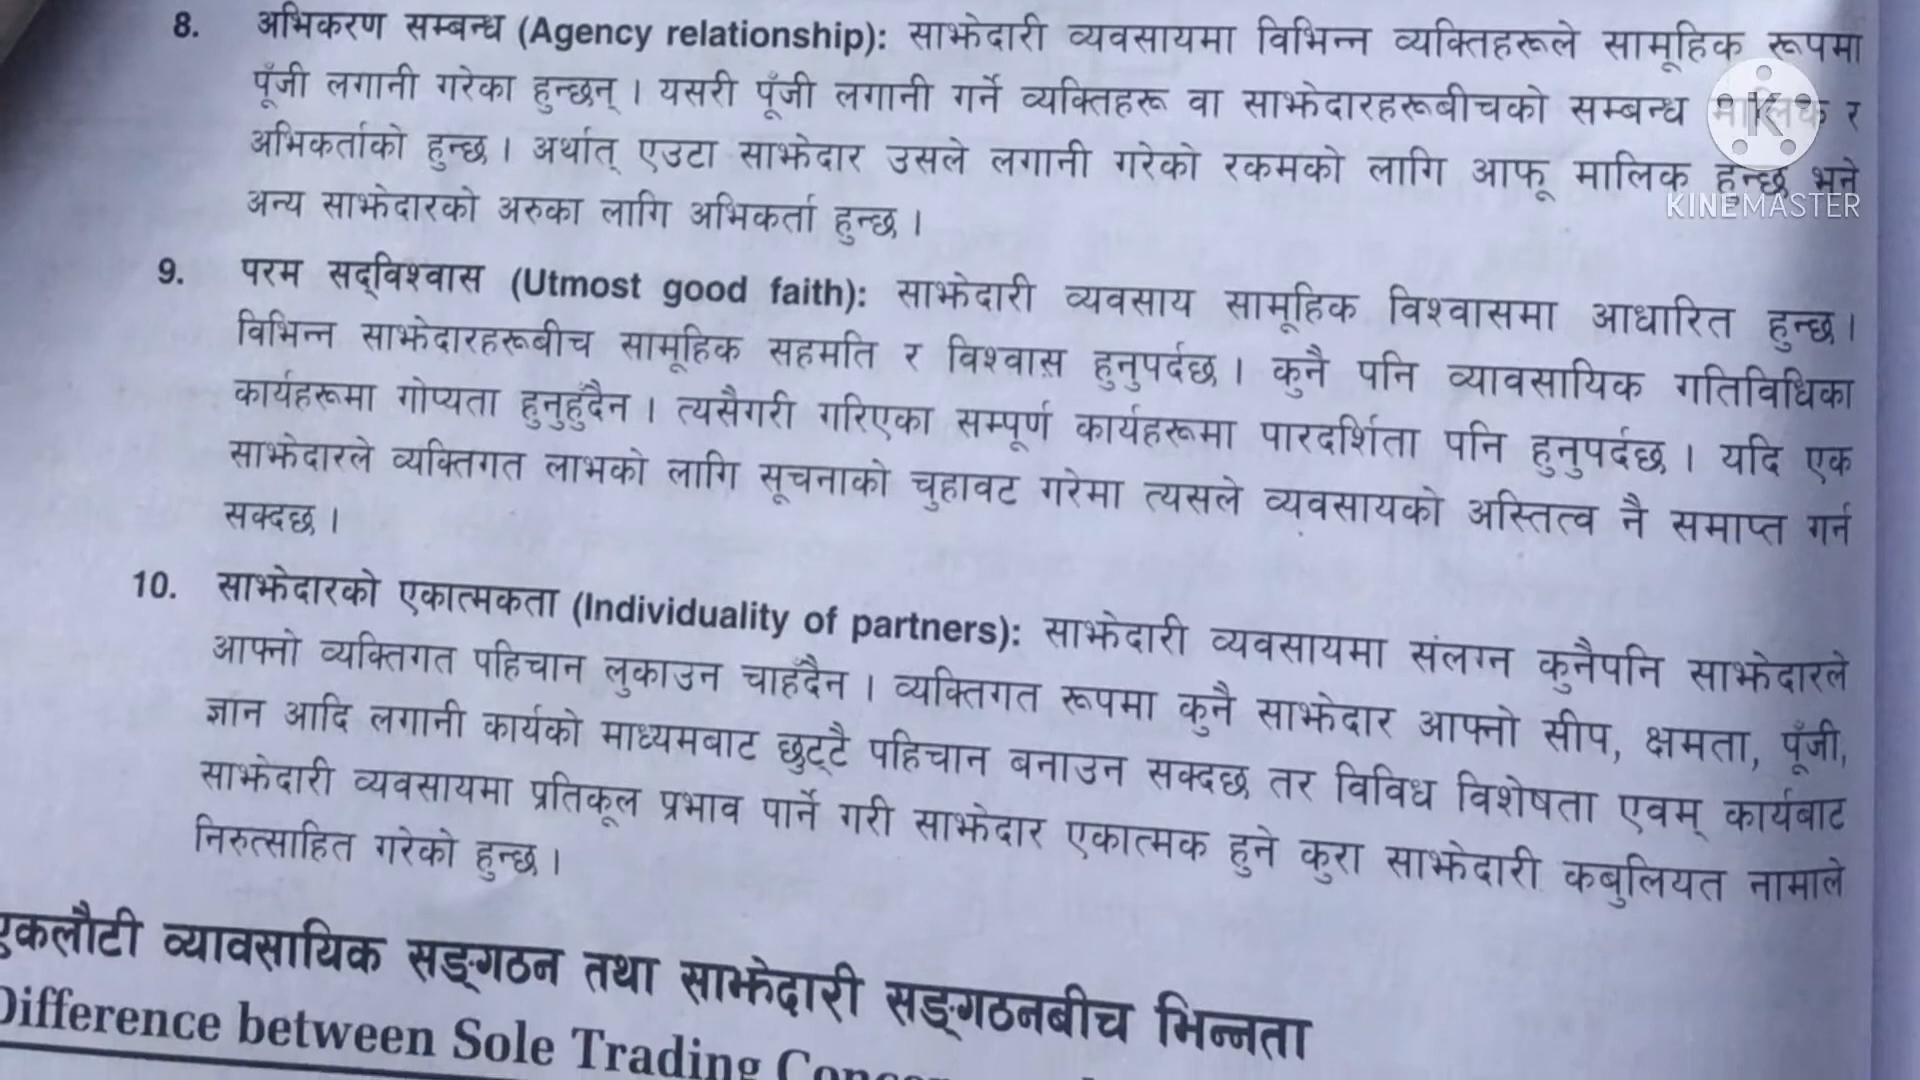 8. अभिकरण सम्बन्ध (Agency relationship): साझेदारी व्यवसायमा विभिन्न व्यक्तिहरूले सामूहिक रूपमा
पूँजी लगानी गरेका हुन्छन् । यसरी पूँजी लगानी गर्ने व्यक्तिहरू वा साझेदारहरूबीचको सम्बन्ध मालिक र
अभिकर्ताको हुन्छ । अर्थात् एउटा साझेदार उसले लगानी गरेको रकमको लागि आफू मालिक हुन्छ भने
अन्य साझेदारको अरुका लागि अभिकर्ता हुन्छ ।
K
KINEMASTER
9. परम सद्विश्वास (Utmost good faith): साझेदारी व्यवसाय सामूहिक विश्वासमा आधारित हुन्छ ।
विभिन्न साझेदारहरूबीच सामूहिक सहमति र विश्वास हुनुपर्दछ । कुनै पनि व्यावसायिक गतिविधिका
कार्यहरूमा गोप्यता हुनुहुँदैन । त्यसैगरी गरिएका सम्पूर्ण कार्यहरूमा पारदर्शिता पनि हुनुपर्दछ । यदि एक
साझेदारले व्यक्तिगत लाभको लागि सूचनाको चुहावट गरेमा त्यसले व्यवसायको अस्तित्व नै समाप्त गर्न
सक्दछ ।
10. साझेदारको एकात्मकता (Individuality of partners): साझेदारी व्यवसायमा संलग्न कुनैपनि साझेदारले
आफ्नो व्यक्तिगत पहिचान लुकाउन चाहँदैन । व्यक्तिगत रूपमा कुनै साझेदार आफ्नो सीप, क्षमता, पूँजी,
ज्ञान आदि लगानी कार्यको माध्यमबाट छुट्टै पहिचान बनाउन सक्दछ तर विविध विशेषता एवम् कार्यबाट
साझेदारी व्यवसायमा प्रतिकूल प्रभाव पार्ने गरी साझेदार एकात्मक हुने कुरा साझेदारी कबुलियत नामाले
निरुत्साहित गरेको हुन्छ ।
एकलौटी व्यावसायिक सङ्गठन तथा साझेदारी सङ्गठनबीच भिन्नता
Difference between Sole Trading